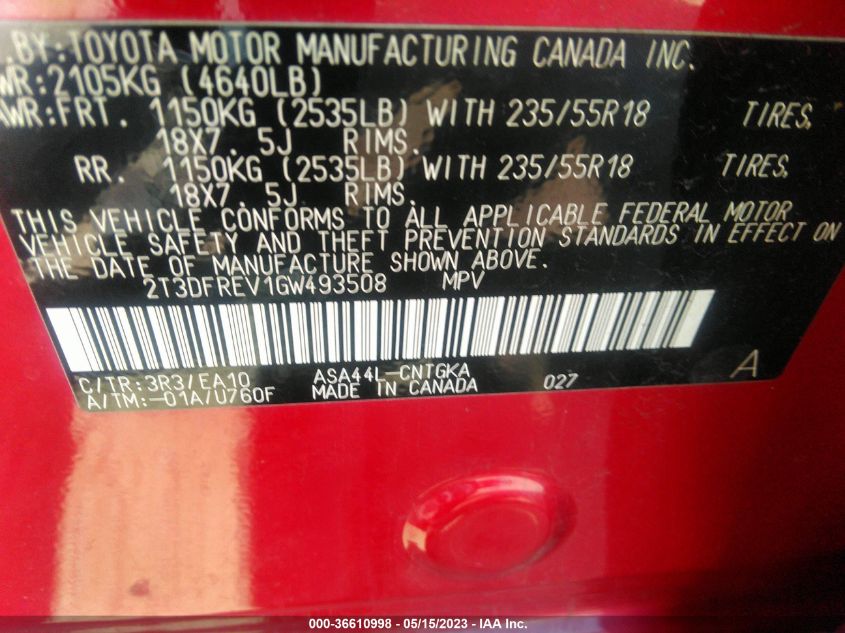 . BY:TOYOTA MOTOR MANUFACTURING CANADA INC.
WR:2105KG (4640LB)
AWR:FRT. 1150KG (2535LB) WITH 235/55R18 TIRES,
18X7. 5J RIMS.
RR. 1150KG (2535LB) WITH 235/55R18 TIRES,
18X7. 5J RIMS.
THIS VEHICLE CONFORMS TO ALL APPLICABLE FEDERAL MOTOR
VEHICLE SAFETY AND THEFT PREVENTION STANDARDS IN EFFECT ON
THE DATE OF MANUFACTURE SHOWN ABOVE.
2T3DFREV1GW493508 MPV
C/TR:3R3/EA10 ASA44L-CNTGKA 027 A
A/TM:-01A/U760F MADE IN CANADA
000-36610998 - 05/15/2023 - IAA Inc.